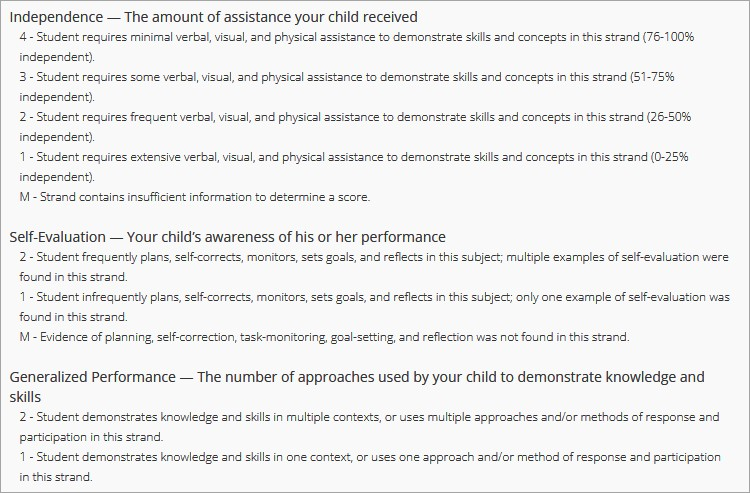 Independence — The amount of assistance your child received
4 - Student requires minimal verbal, visual, and physical assistance to demonstrate skills and concepts in this strand (76-100%
independent).
3 - Student requires some verbal, visual, and physical assistance to demonstrate skills and concepts in this strand (51-75%
independent).
2 - Student requires frequent verbal, visual, and physical assistance to demonstrate skills and concepts in this strand (26-50%
independent).
1 - Student requires extensive verbal, visual, and physical assistance to demonstrate skills and concepts in this strand (0-25%
independent).
M - Strand contains insufficient information to determine a score.
Self-Evaluation — Your child’s awareness of his or her performance
2 - Student frequently plans, self-corrects, monitors, sets goals, and reflects in this subject; multiple examples of self-evaluation were
found in this strand.
1 - Student infrequently plans, self-corrects, monitors, sets goals, and reflects in this subject; only one example of self-evaluation was
found in this strand.
M - Evidence of planning, self-correction, task-monitoring, goal-setting, and reflection was not found in this strand.
Generalized Performance — The number of approaches used by your child to demonstrate knowledge and
skills
2 - Student demonstrates knowledge and skills in multiple contexts, or uses multiple approaches and/or methods of response and
participation in this strand.
1 - Student demonstrates knowledge and skills in one context, or uses one approach and/or method of response and participation
in this strand.